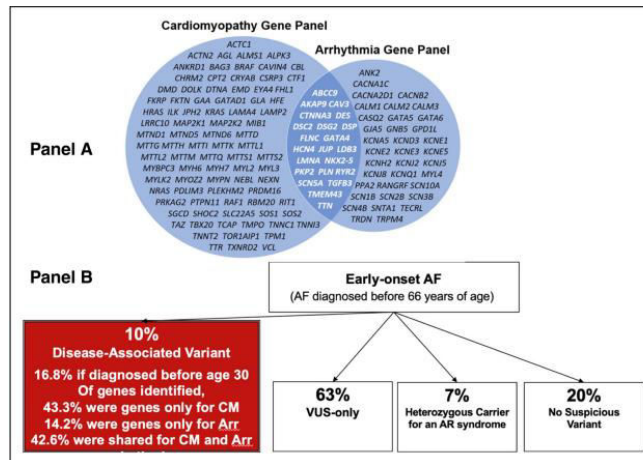 Cardiomyopathy Gene Panel
Arrhythmia Gene Panel
Panel A
ACTC1
ACTN2 AGL ALMS1 ALPK3
ANKRD1 BAG3 BRAF CAVIN4 CBL
CHRM2 CPT2 CRYAB CSRP3 CTF1
DMD DOLK DTNA EMD EYA4 FHL1
FKRP FKTN GAA GATAD1 GLA HFE
HRAS ILK JPH2 KRAS LAMA4 LAMP2
LRRC10 MAP2K1 MAP2K2 MIB1
MTND1 MTND5 MTND6 MTTD
MTTG MTTH MTTI MTTK MTTL1
MTTL2 MTTM MTTQ MTTS1 MTTS2
MYBPC3 MYH6 MYH7 MYL2 MYL3
MYLK2 MYOZ2 MYPN NEBL NEXN
NRAS PDLIM3 PLEKHM2 PRDM16
PRKAG2 PTPN11 RAF1 RBM20 RIT1
SGCD SHOC2 SLC22A5 SOS1 SOS2
TAZ TBX20 TCAP TMPO TNNC1 TNNI3
TNNT2 TOR1AIP1 TPM1
TTR TXNRD2 VCL
ABCC9
AKAP9 CAV3
CTNNA3 DES
DSC2 DSG2 DSP
FLNC GATA4
HCN4 JUP LDB3
LMNA NKX2-5
PKP2 PLN RYR2
SCN5A TGFB3
TMEM43
TTN
ANK2
CACNA1C
CACNA2D1 CACNB2
CALM1 CALM2 CALM3
CASQ2 GATA5 GATA6
GJA5 GNB5 GPD1L
KCNA5 KCND3 KCNE1
KCNE2 KCNE3 KCNE5
KCNH2 KCNJ2 KCNJ5
KCNJ8 KCNQ1 MYL4
PPA2 RANGRF SCN10A
SCN1B SCN2B SCN3B
SCN4B SNTA1 TECRL
TRDN TRPM4
Panel B
Early-onset AF
(AF diagnosed before 66 years of age)
10%
Disease-Associated Variant
16.8% if diagnosed before age 30
Of genes identified,
43.3% were genes only for CM
14.2% were genes only for Arr
42.6% were shared for CM and Arr
63%
VUS-only
7%
Heterozygous Carrier
for an AR syndrome
20%
No Suspicious
Variant